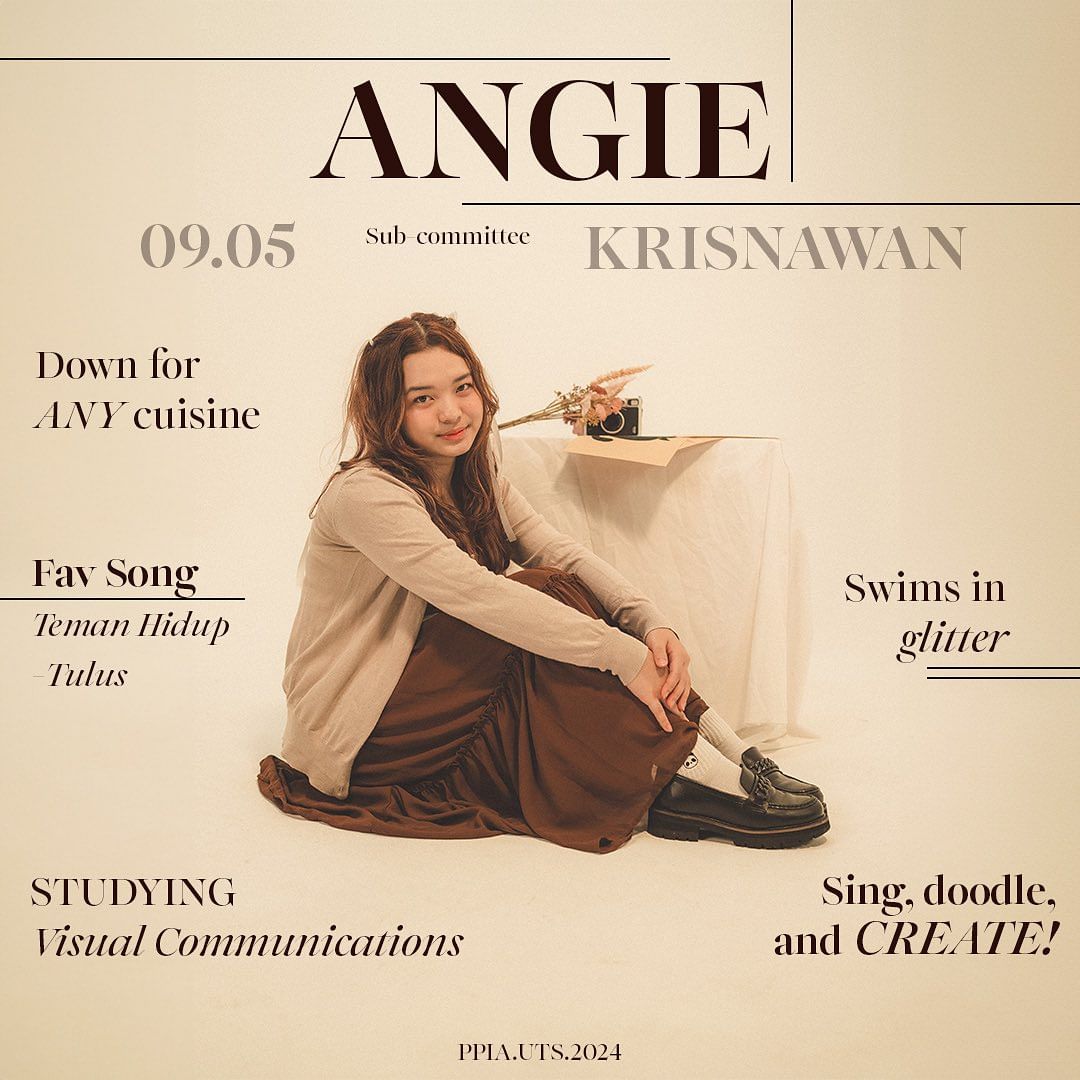 ANGIE
09.05
Sub-committee
KRISNAWAN
Down for
ANY cuisine
Fav Song
Teman Hidup
-Tulus
Swims in
glitter
STUDYING
Visual Communications
Sing, doodle,
and CREATE!
PPIA.UTS.2024